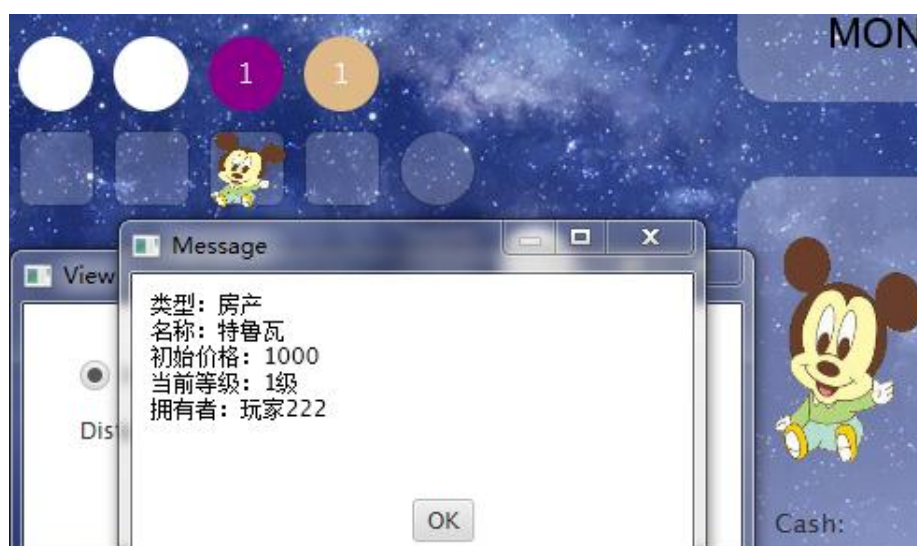 1 1
MON
Message
View
类型: 房产
名称: 特鲁瓦
初始价格: 1000
当前等级: 1级
拥有者: 玩家222
Dis
OK
Cash: